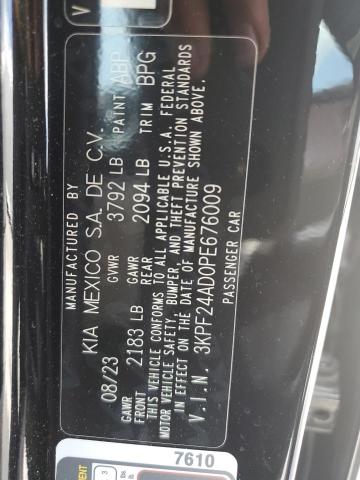 MANUFACTURED BY
KIA MEXICO S.A. DE C.V.
08/23 GVWR 3792 LB PAINT ABP
GAWR FRONT 2183 LB GAWR REAR 2094 LB TRIM BPG
THIS VEHICLE CONFORMS TO ALL APPLICABLE U.S.A. FEDERAL
MOTOR VEHICLE SAFETY, BUMPER, AND THEFT PREVENTION STANDARDS
IN EFFECT ON THE DATE OF MANUFACTURE SHOWN ABOVE.
V.I.N. 3KPF24AD0PE676009
PASSENGER CAR
V
7610